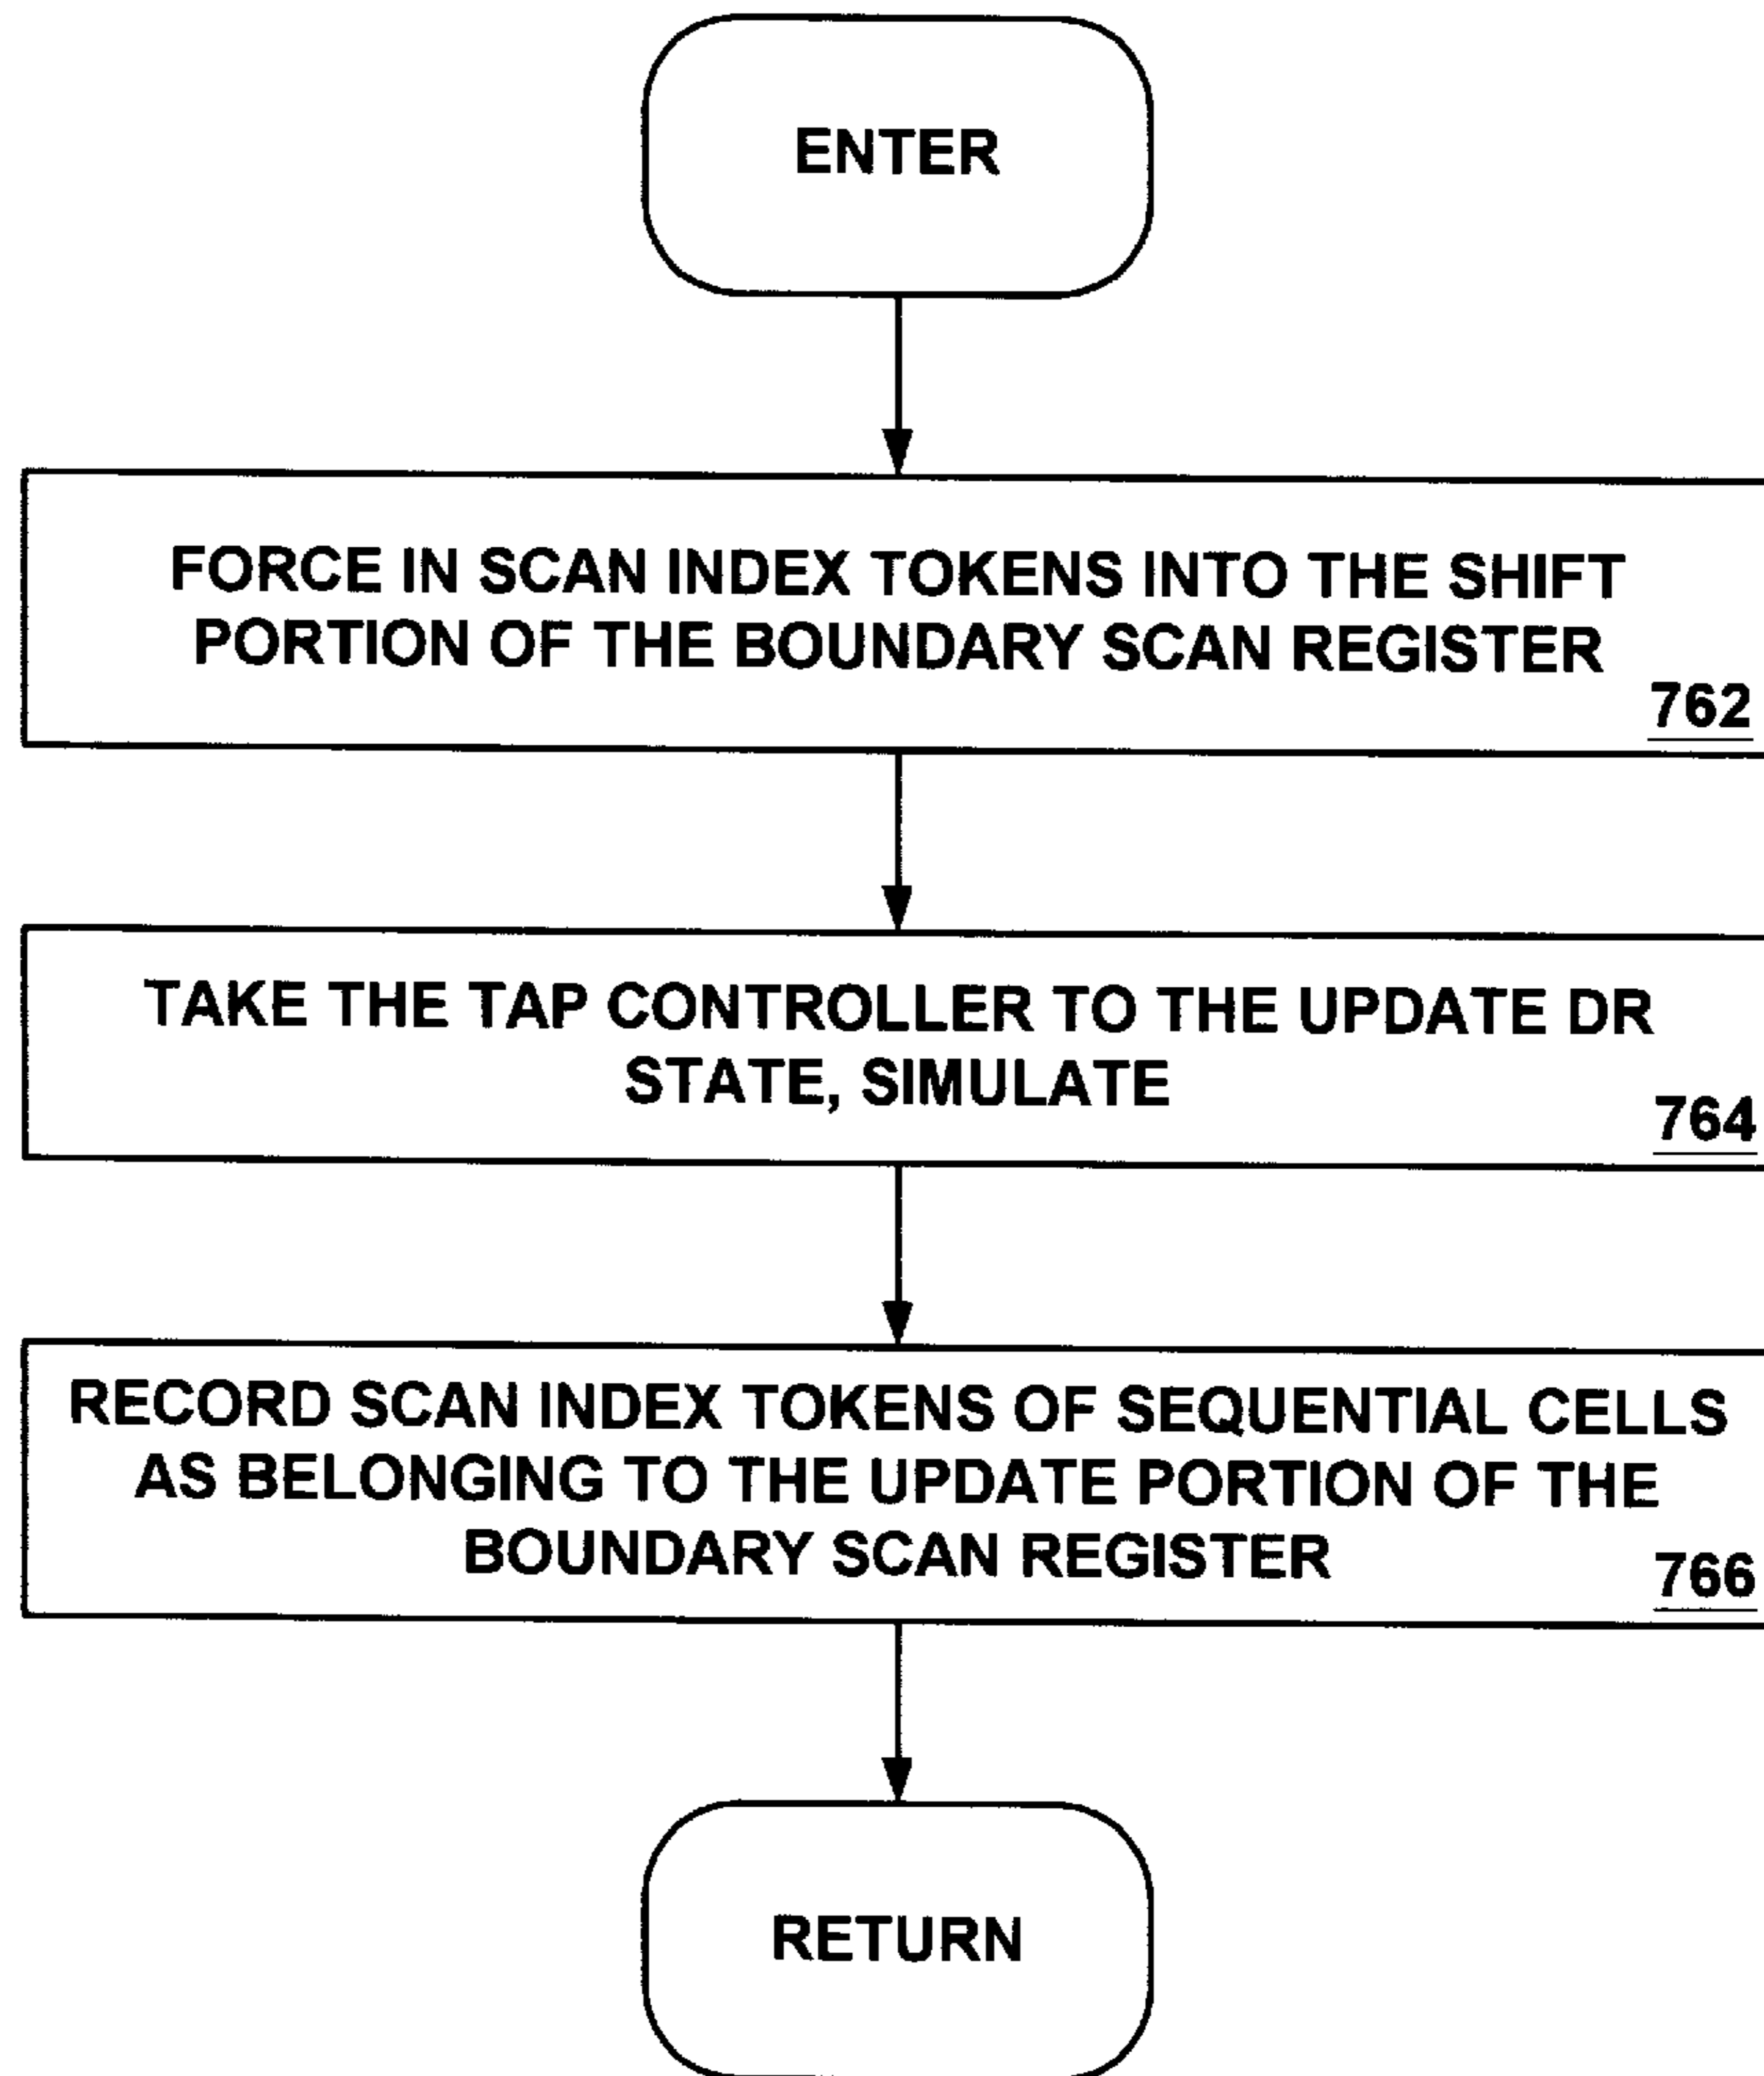 ENTER
FORCE IN SCAN INDEX TOKENS INTO THE SHIFT
PORTION OF THE BOUNDARY SCAN REGISTER
762
TAKE THE TAP CONTROLLER TO THE UPDATE DR
STATE, SIMULATE
764
RECORD SCAN INDEX TOKENS OF SEQUENTIAL CELLS
AS BELONGING TO THE UPDATE PORTION OF THE
BOUNDARY SCAN REGISTER
766
RETURN